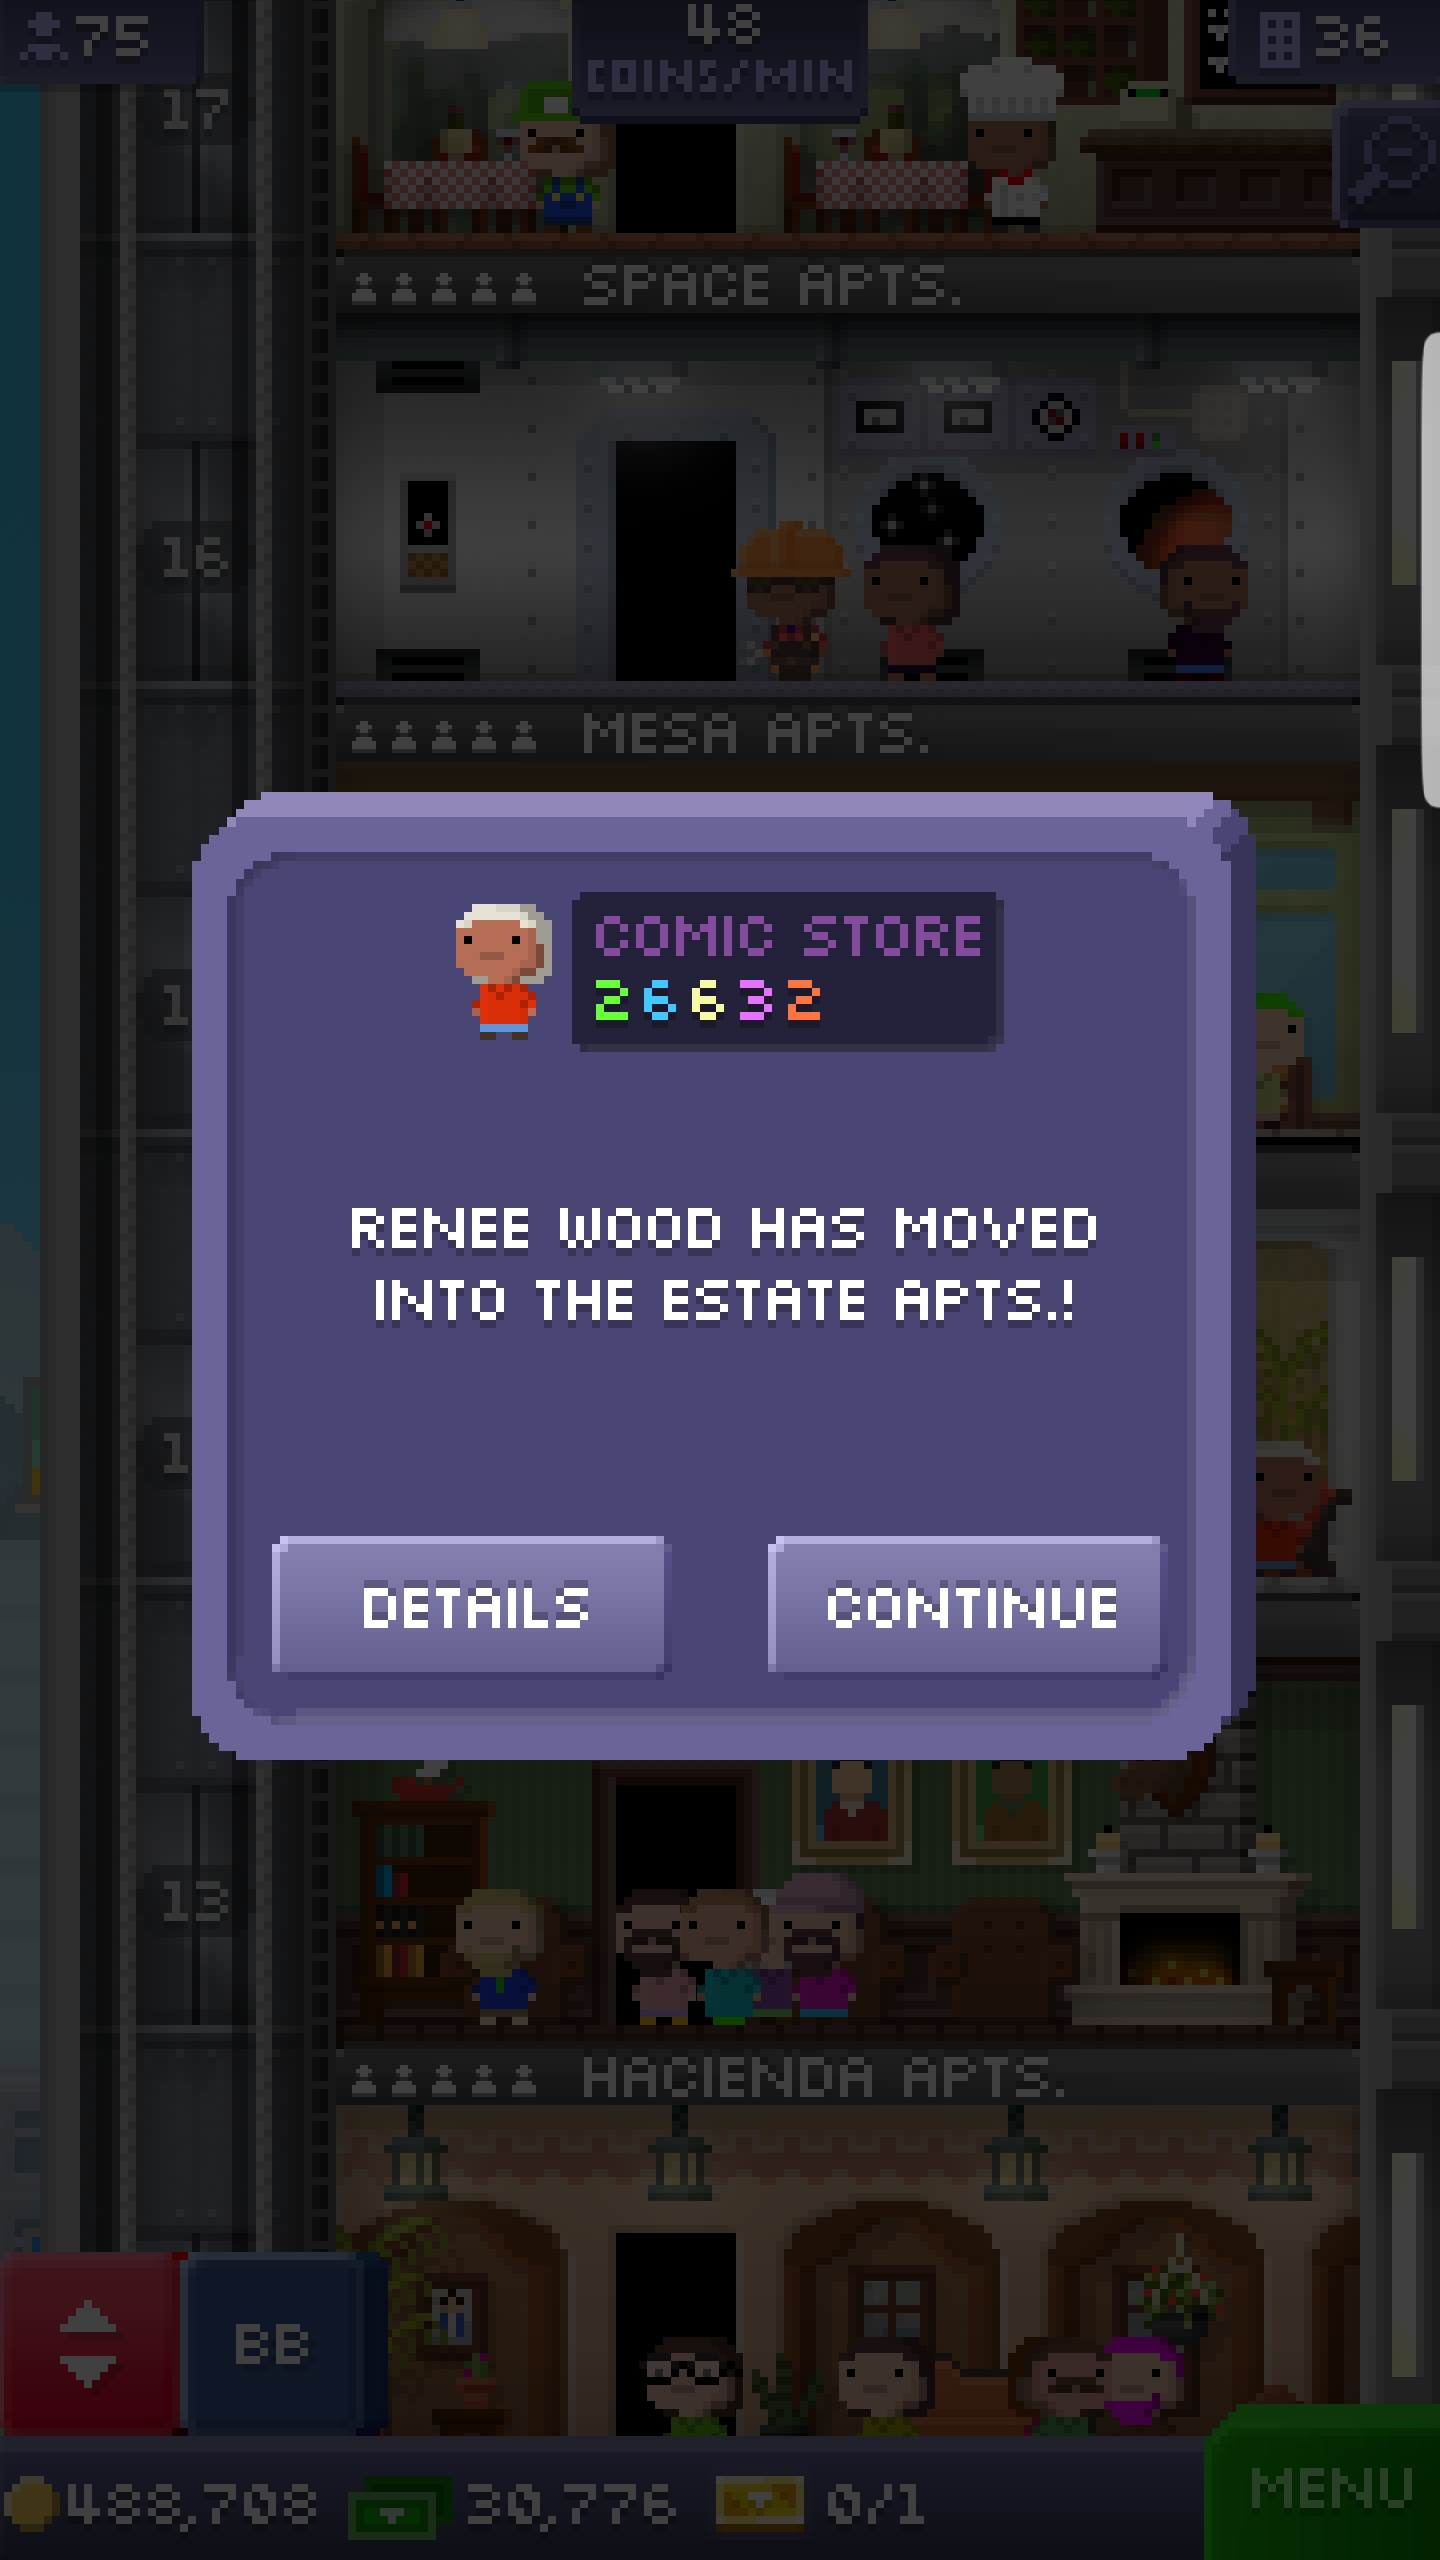 75
48
COINS/MIN
36
17
SPACE APTS.
16
MESA APTS.
COMIC STORE
26632
RENEE WOOD HAS MOVED
INTO THE ESTATE APTS.!
DETAILS
CONTINUE
13
HACIENDA APTS.
BB
488,708
30,776
0/1
MENU